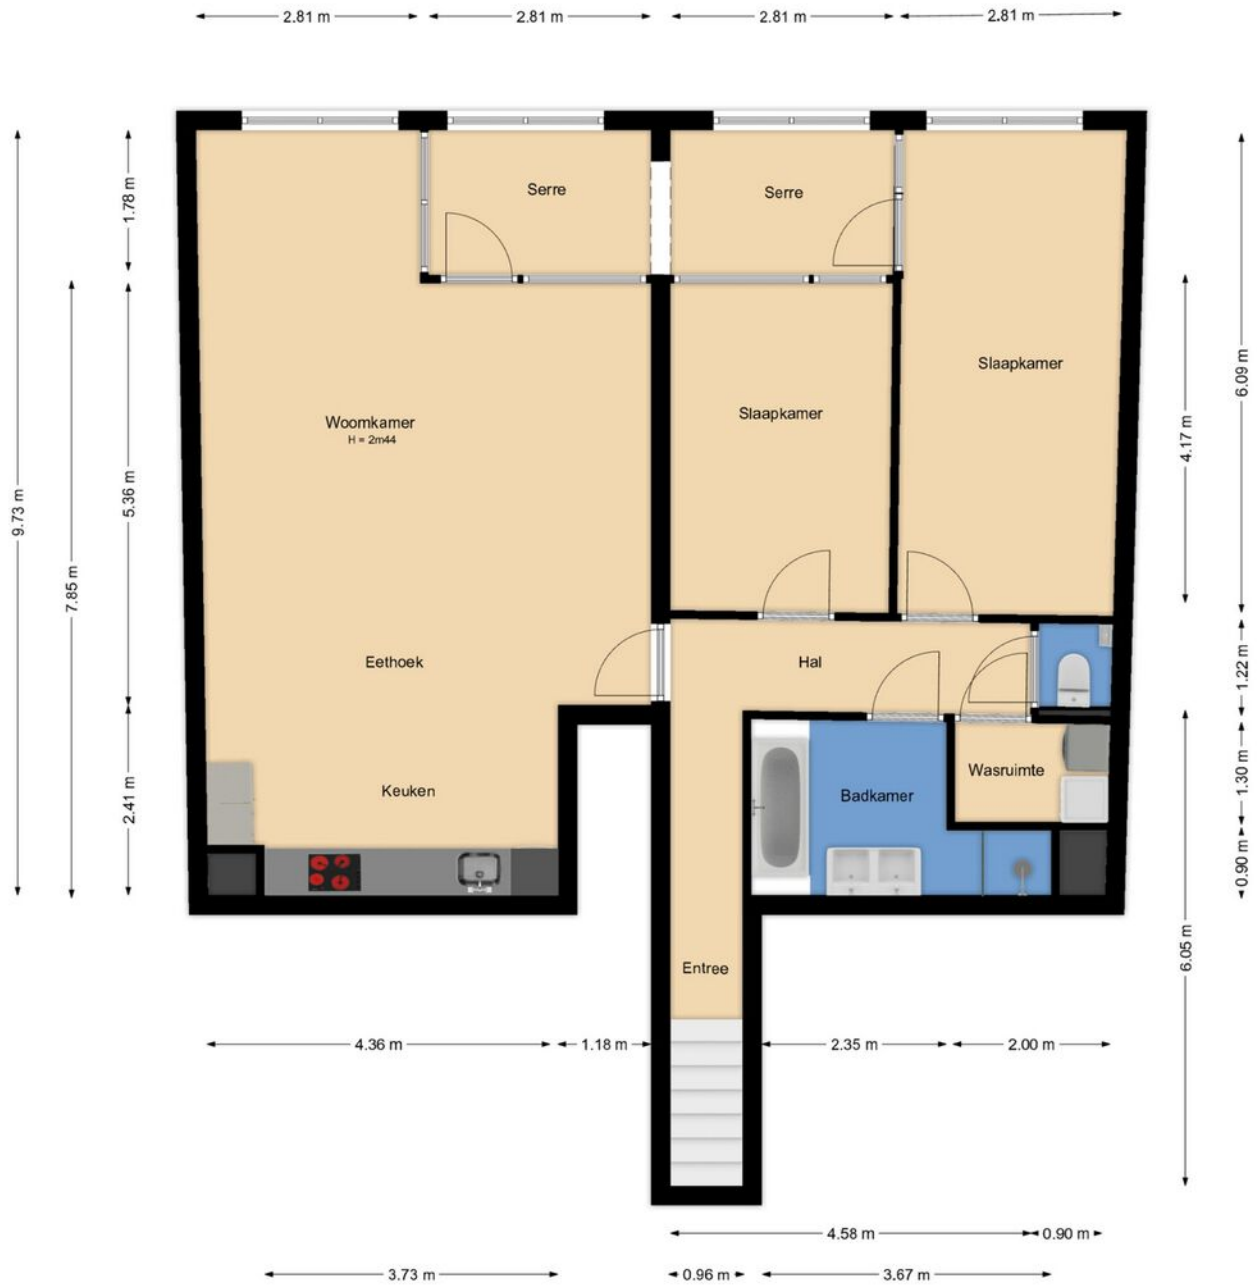 2.81 m
2.81 m
2.81 m
2.81 m
1.78 m
Serre
Serre
Slaapkamer
6.09 m
Slaapkamer
4.17 m
Woomkamer
H = 2m44
5.36 m
9.73 m
7.85 m
Eethoek
Hal
1.22 m
Wasruimte
1.30 m
Keuken
Badkamer
2.41 m
0.90 m
6.05 m
Entree
4.36 m
1.18 m
2.35 m
2.00 m
4.58 m
0.90 m
3.73 m
0.96 m
3.67 m